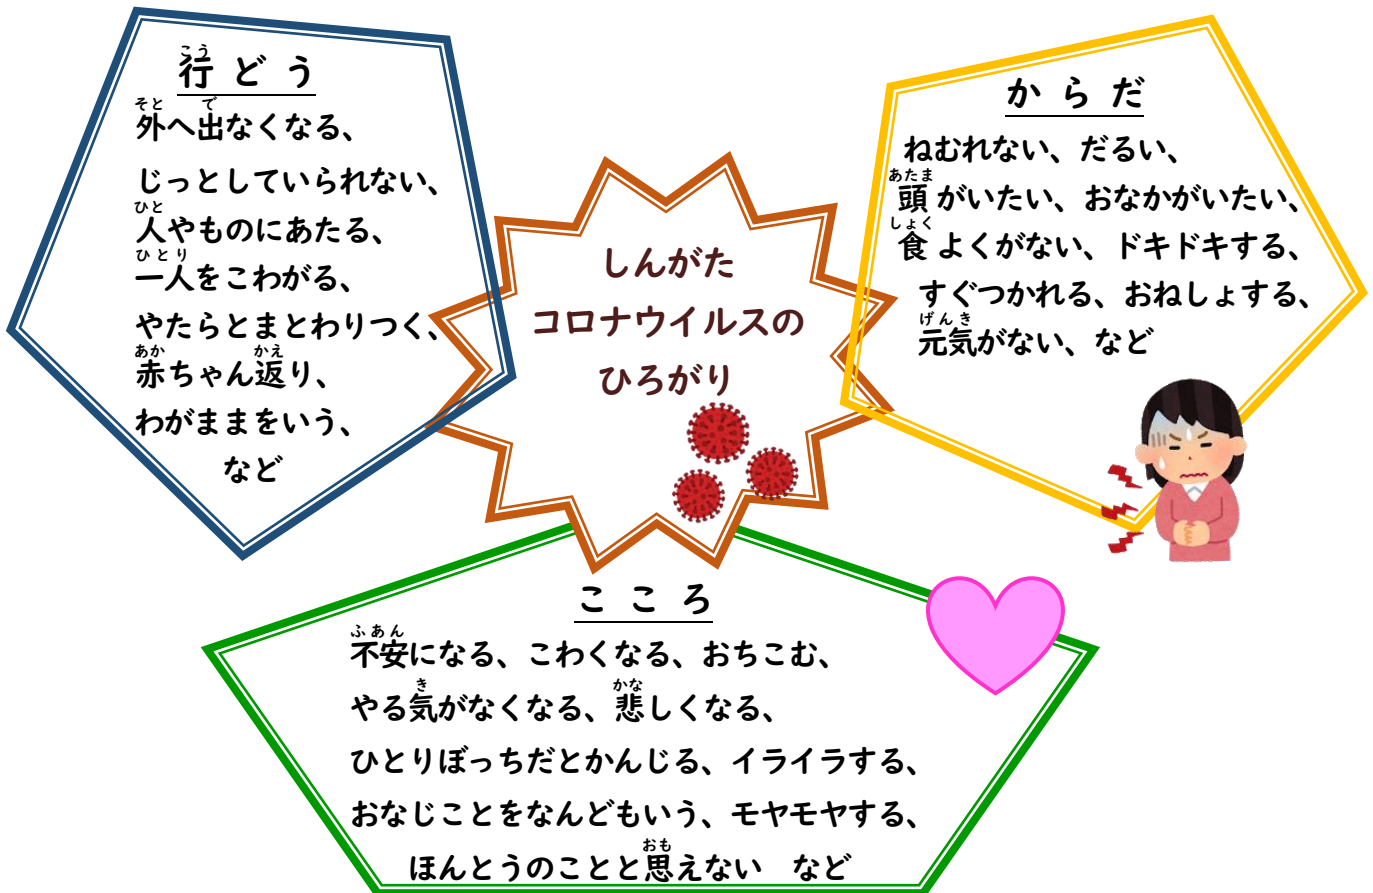 行どう
外へ出なくなる、
じっとしていられない、
人やものにあたる、
一人をこわがる、
やたらとまとわりつく、
赤ちゃん返り、
わがままをいう、
など
しんがた
コロナウイルスの
ひろがり
からだ
ねむれない、だるい、
頭がいたい、おなかがいたい、
食よくがない、ドキドキする、
すぐつかれる、おねしょする、
元気がない、など
こころ
不安になる、こわくなる、おちこむ、
やる気がなくなる、悲しくなる、
ひとりぼっちだとかんじる、イライラする、
おなじことをなんどもいう、モヤモヤする、
ほんとうのことと思えない　など